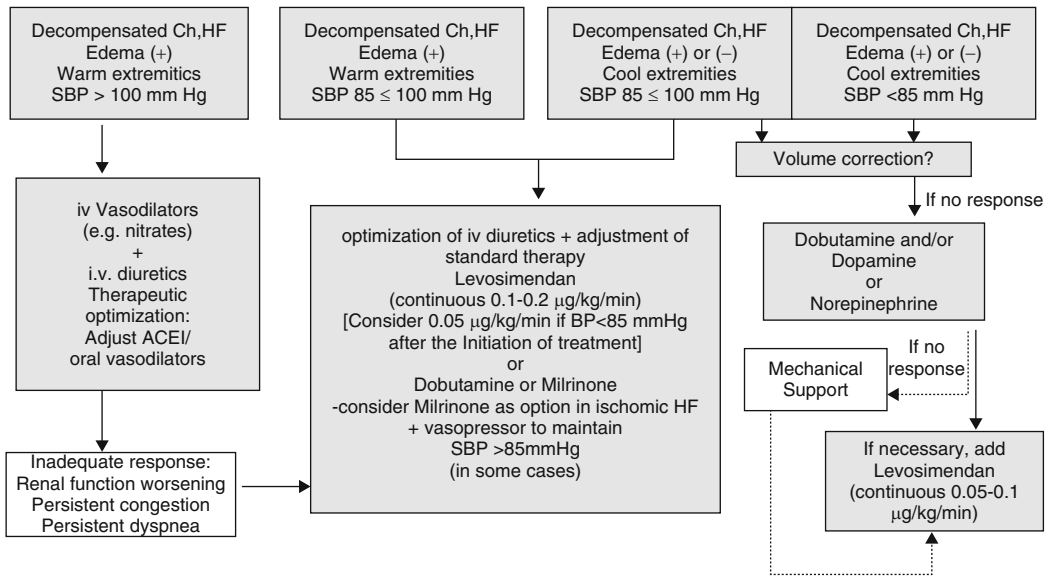 Decompensated Ch,HF
Edema (+)
Warm extremitics
SBP > 100 mm Hg
Decompensated Ch,HF
Edema (+)
Warm extremities
SBP 85 ≤ 100 mm Hg
Decompensated Ch,HF
Edema (+) or (−)
Cool extremities
SBP 85 ≤ 100 mm Hg
Decompensated Ch,HF
Edema (+) or (−)
Cool extremities
SBP <85 mm Hg
Volume correction?
If no response
iv Vasodilators
(e.g. nitrates)
+
i.v. diuretics
Therapeutic
optimization:
Adjust ACEI/
oral vasodilators
optimization of iv diuretics + adjustment of
standard therapy
Levosimendan
(continuous 0.1-0.2 μg/kg/min)
[Consider 0.05 μg/kg/min if BP<85 mmHg
after the Initiation of treatment]
or
Dobutamine or Milrinone
-consider Milrinone as option in ischomic HF
+ vasopressor to maintain
SBP >85mmHg
(in some cases)
Dobutamine and/or
Dopamine
or
Norepinephrine
If no
response
Mechanical
Support
If necessary, add
Levosimendan
(continuous 0.05-0.1
μg/kg/min)
Inadequate response:
Renal function worsening
Persistent congestion
Persistent dyspnea